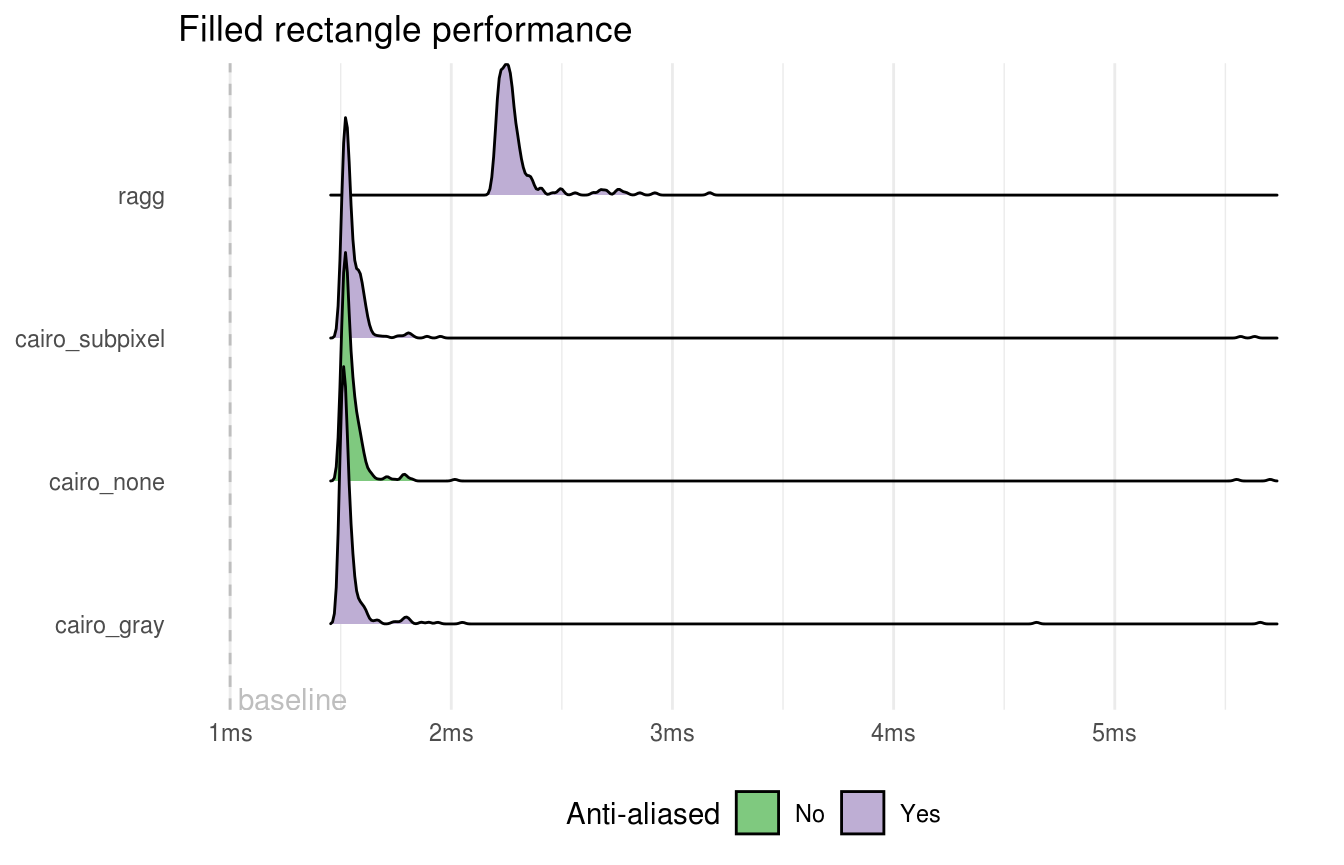 Filled rectangle performance
ragg
cairo_subpixel
cairo_none
cairo_gray
baseline
1ms 2ms 3ms 4ms 5ms
Anti-aliased No Yes